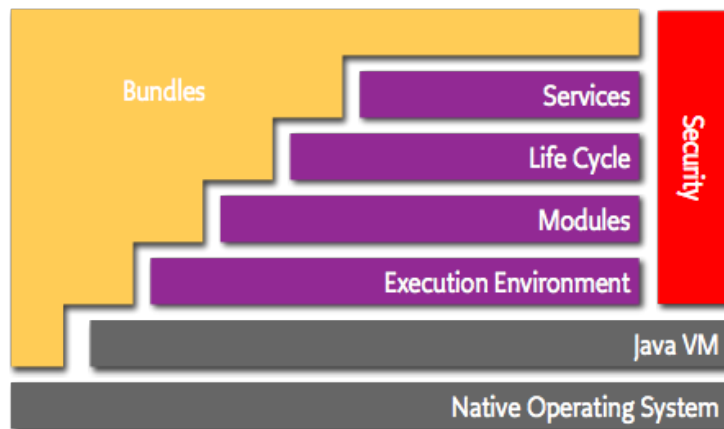 Bundles
Services
Life Cycle
Modules
Execution Environment
Security
Java VM
Native Operating System